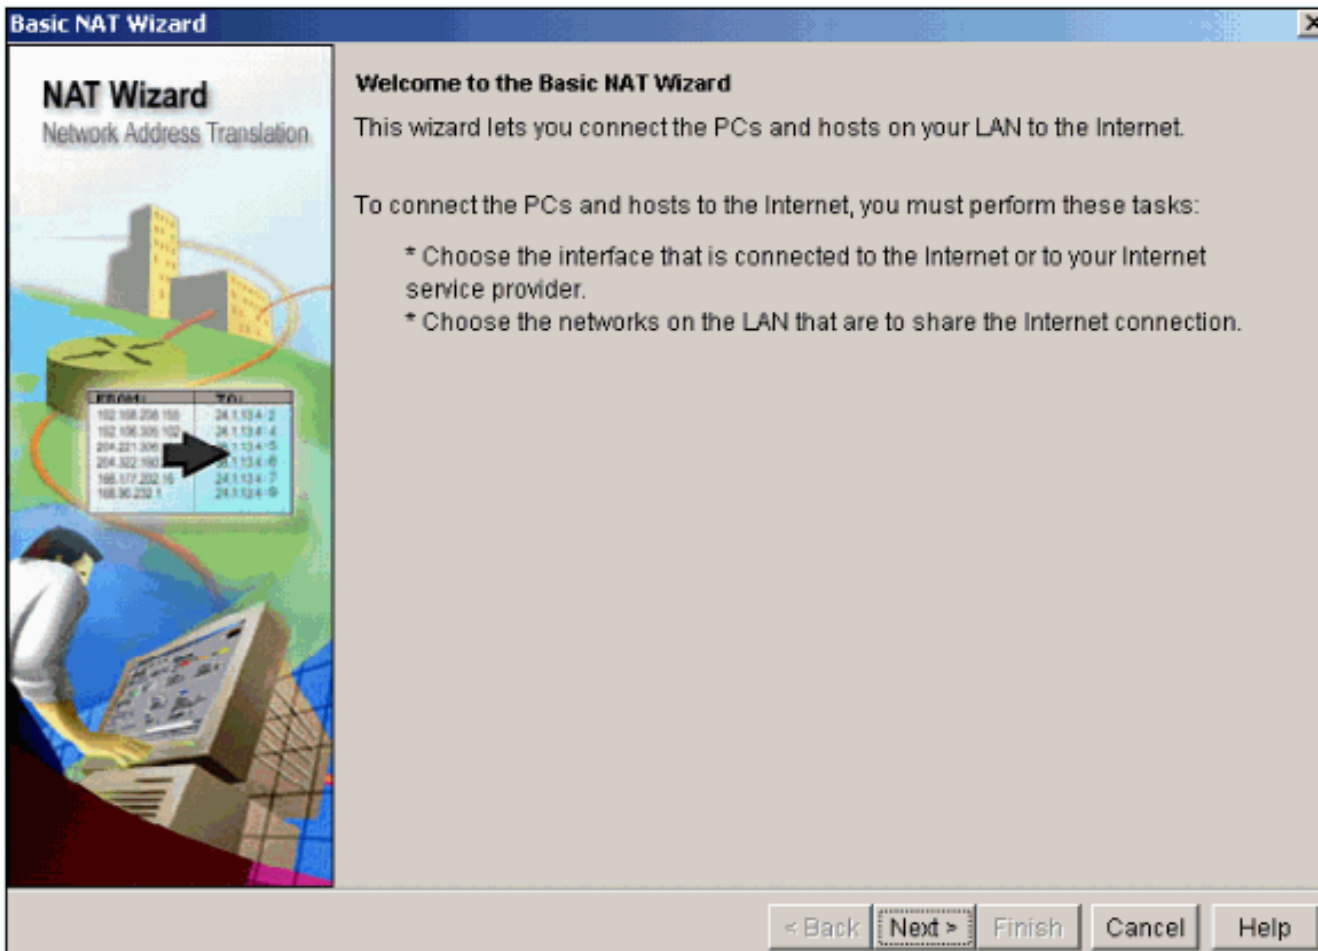 Basic NAT Wizard
NAT Wizard
Network Address Translation
Welcome to the Basic NAT Wizard
This wizard lets you connect the PCs and hosts on your LAN to the Internet.
To connect the PCs and hosts to the Internet, you must perform these tasks:
* Choose the interface that is connected to the Internet or to your Internet
service provider.
* Choose the networks on the LAN that are to share the Internet connection.
FROM: TO:
< Back Next > Finish Cancel Help